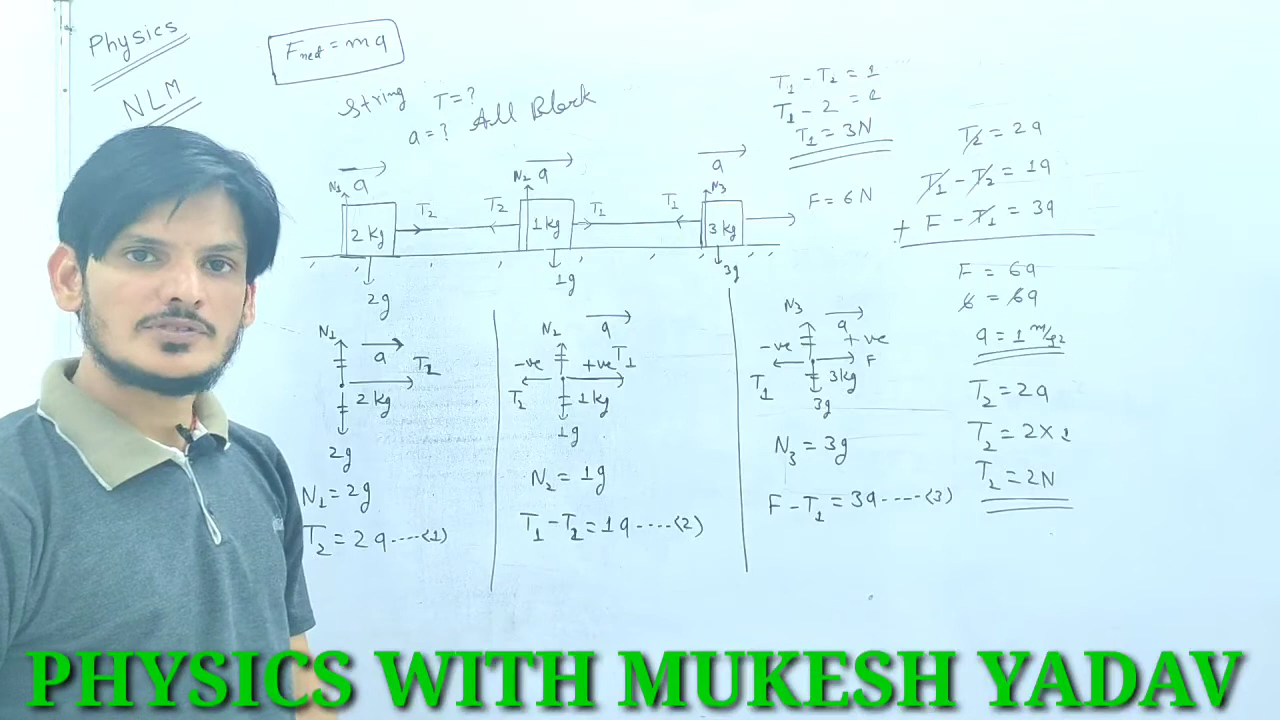 Physics
NLM
Fnet = ma
String T = ?
a = ? All Block
T₁ - T₂ = 1
T₁ - 2 = 1
T₁ = 3N
N₁ a
N₂ a
a
N₃
2 kg T₂ T₂ 1 kg T₁ T₁ 3 kg F = 6N
2g 1g 3g
T₂ = 2a
T₁ - T₂ = 1a
+ F - T₁ = 3a
F = 6a
6 = 6a
a = 1 m/s²
T₂ = 2a
T₂ = 2 × 1
T₂ = 2N
N₁
a T₂
2 kg
2g
N₁ = 2g
T₂ = 2a ----(1)
N₂ a
-ve +ve T₁
T₂ 1 kg
1g
N₂ = 1g
T₁ - T₂ = 1a ----(2)
N₃ a
-ve +ve
F
T₁ 3kg
3g
N₃ = 3g
F - T₁ = 3a ----(3)
PHYSICS WITH MUKESH YADAV